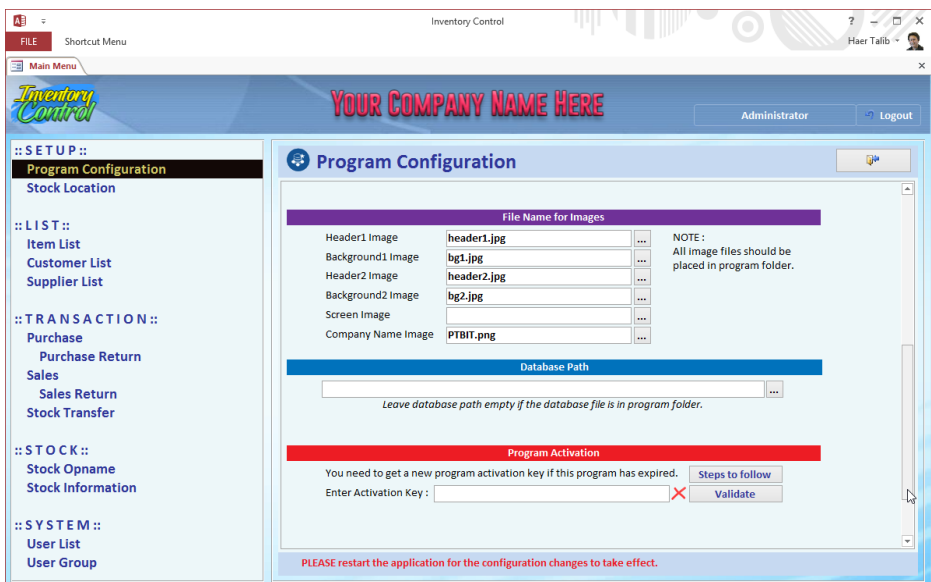 Inventory Control
?
FILE
Shortcut Menu
Haer Talib
Main Menu
Inventory
Control
YOUR COMPANY NAME HERE
Administrator
Logout
:: S E T U P ::
Program Configuration
Stock Location
:: L I S T ::
Item List
Customer List
Supplier List
:: T R A N S A C T I O N ::
Purchase
Purchase Return
Sales
Sales Return
Stock Transfer
:: S T O C K ::
Stock Opname
Stock Information
:: S Y S T E M ::
User List
User Group
Program Configuration
File Name for Images
Header1 Image header1.jpg ...
Background1 Image bg1.jpg ...
Header2 Image header2.jpg ...
Background2 Image bg2.jpg ...
Screen Image ...
Company Name Image PTBIT.png ...
NOTE :
All image files should be
placed in program folder.
Database Path
...
Leave database path empty if the database file is in program folder.
Program Activation
You need to get a new program activation key if this program has expired. Steps to follow
Enter Activation Key : Validate
PLEASE restart the application for the configuration changes to take effect.